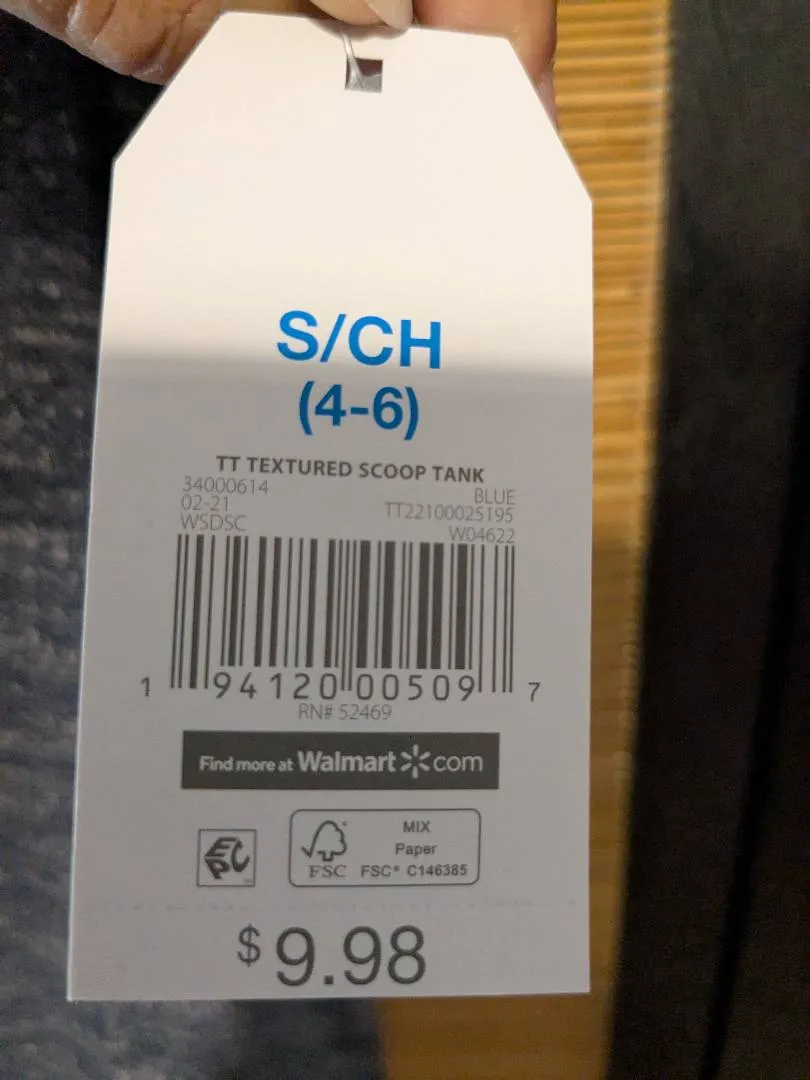 S/CH
(4-6)
TT TEXTURED SCOOP TANK
34000614
BLUE
02-21
TT22100025195
WSDSC
W04622
1 94120 00509 7
RN# 52469
Find more at Walmart.com
EPC
MIX
Paper
FSC FSC® C146385
$9.98